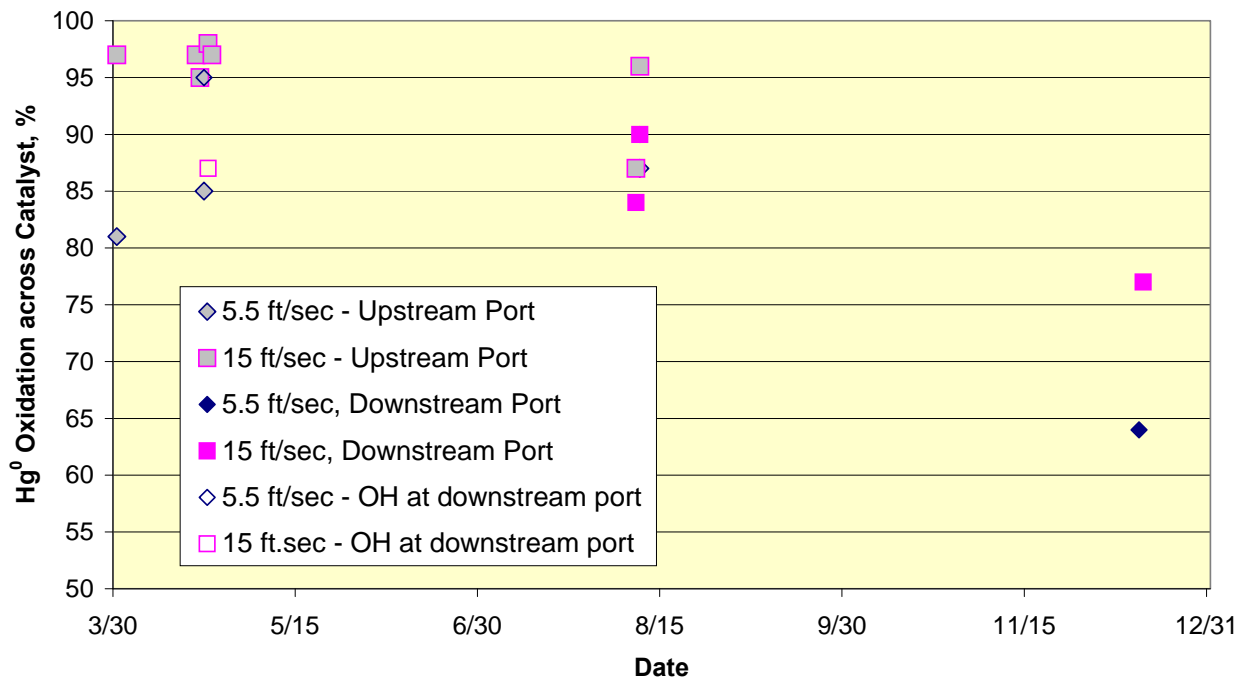 100
95
90
85
80
75
70
65
60
55
50
Hg⁰ Oxidation across Catalyst, %
5.5 ft/sec - Upstream Port
15 ft/sec - Upstream Port
5.5 ft/sec, Downstream Port
15 ft/sec, Downstream Port
5.5 ft/sec - OH at downstream port
15 ft.sec - OH at downstream port
3/30 5/15 6/30 8/15 9/30 11/15 12/31
Date